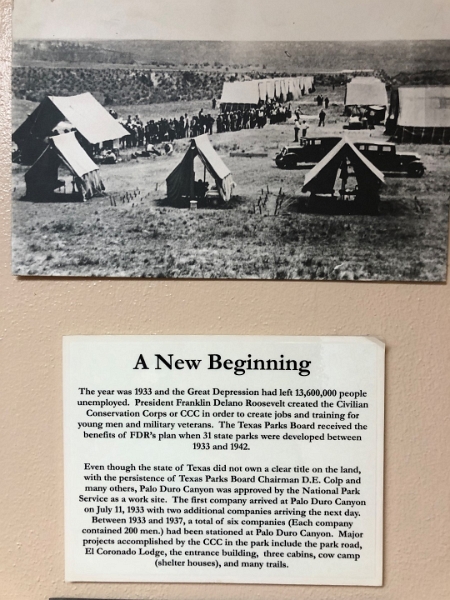 A New Beginning
The year was 1933 and the Great Depression had left 13,600,000 people
unemployed. President Franklin Delano Roosevelt created the Civilian
Conservation Corps or CCC in order to create jobs and training for
young men and military veterans. The Texas Parks Board received the
benefits of FDR's plan when 31 state parks were developed between
1933 and 1942.
Even though the state of Texas did not own a clear title on the land,
with the persistence of Texas Parks Board Chairman D.E. Colp and
many others, Palo Duro Canyon was approved by the National Park
Service as a work site. The first company arrived at Palo Duro Canyon
on July 11, 1933 with two additional companies arriving the next day.
Between 1933 and 1937, a total of six companies (Each company
contained 200 men.) had been stationed at Palo Duro Canyon. Major
projects accomplished by the CCC in the park include the park road,
El Coronado Lodge, the entrance building, three cabins, cow camp
(shelter houses), and many trails.